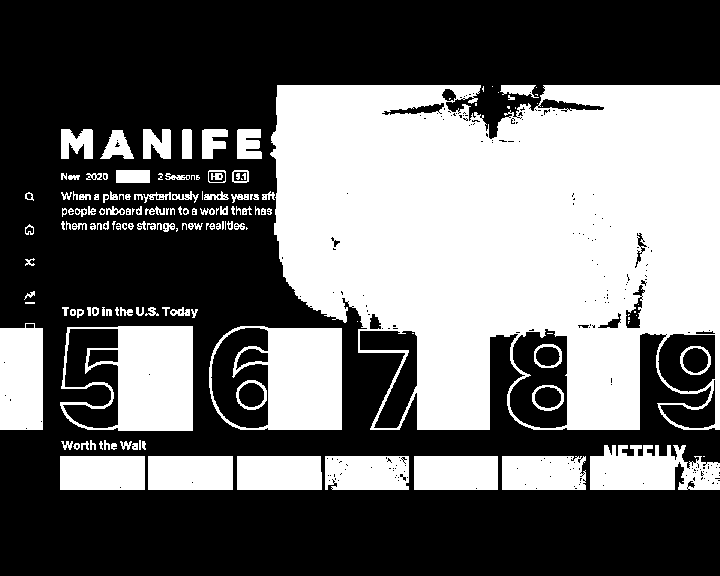 MANIFES
New 2020 2 Seasons HD 5.1
When a plane mysteriously lands years aft
people onboard return to a world that has
them and face strange, new realities.
Top 10 in the U.S. Today
5 6 7 8 9
Worth the Wait
NETFLIX